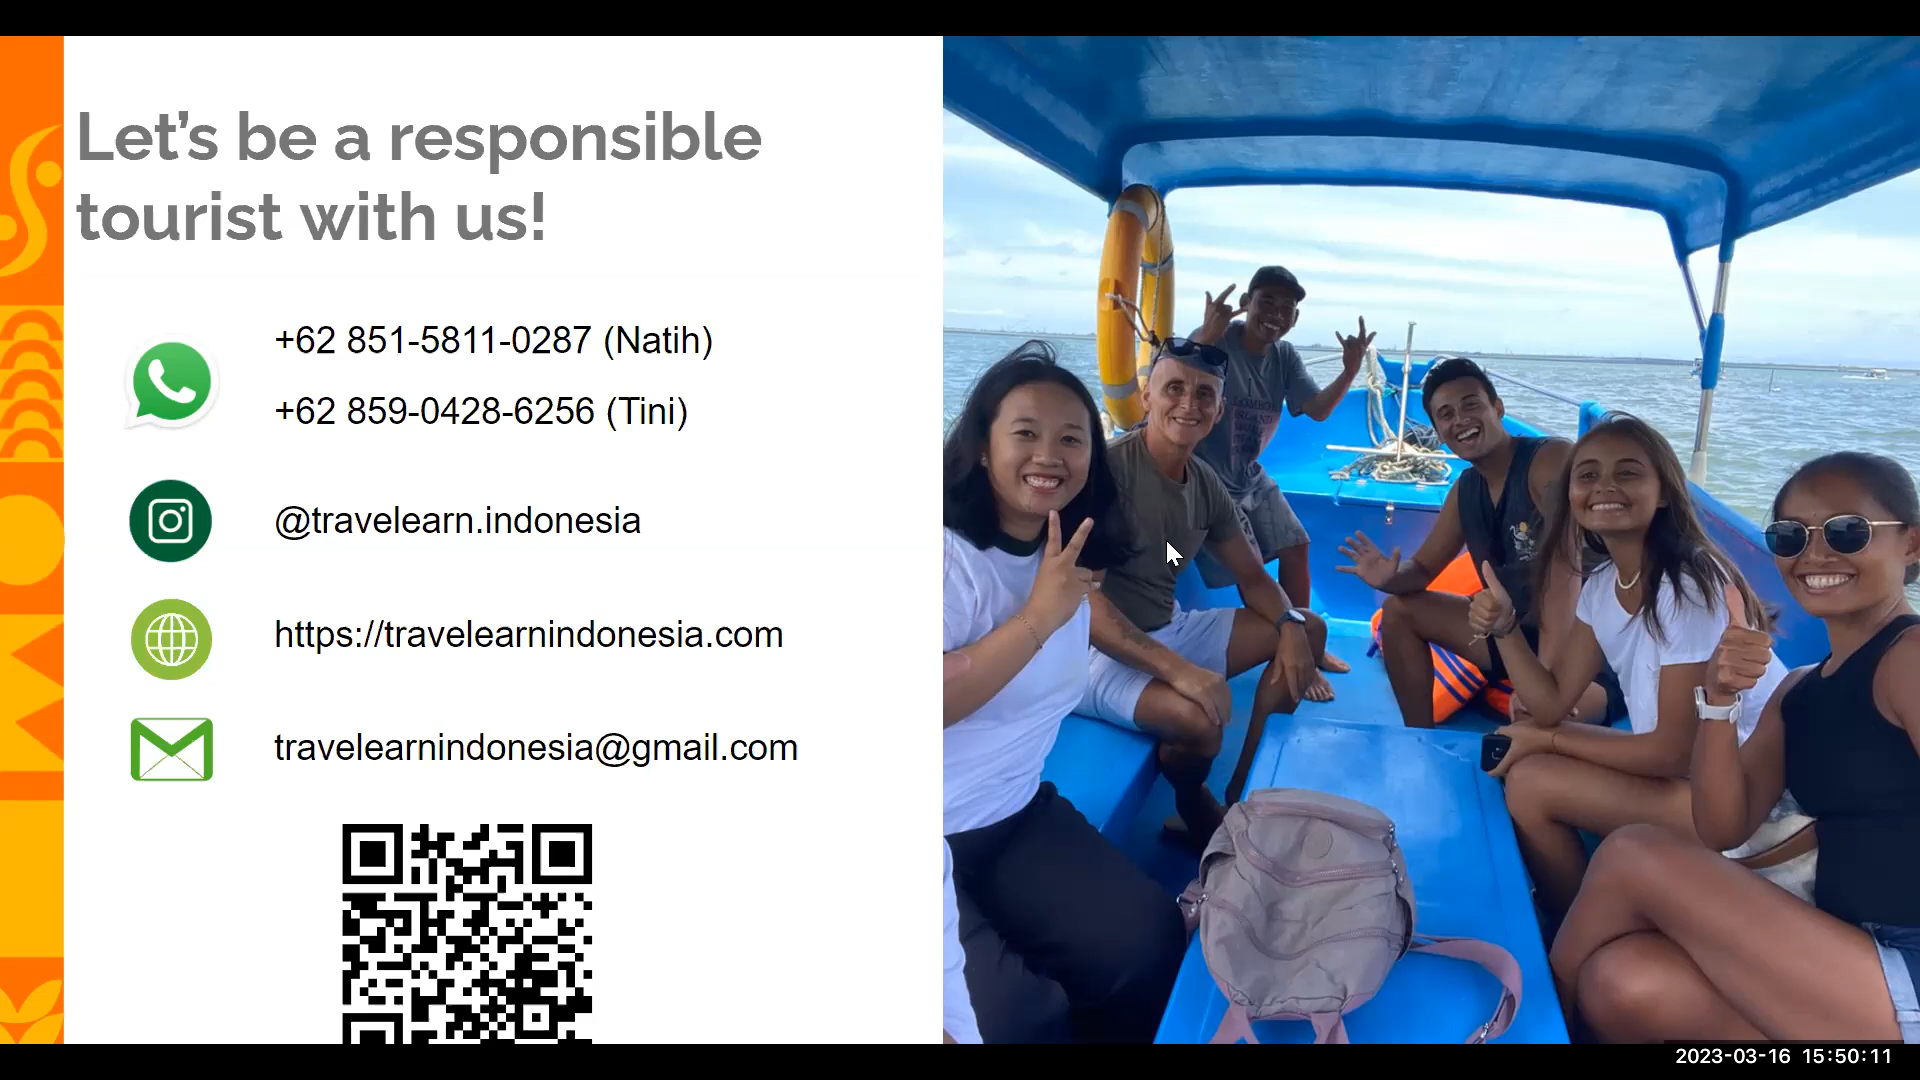 Let's be a responsible
tourist with us!
+62 851-5811-0287 (Natih)
+62 859-0428-6256 (Tini)
@travelearn.indonesia
https://travelearnindonesia.com
travelearnindonesia@gmail.com
2023-03-16 15:50:11